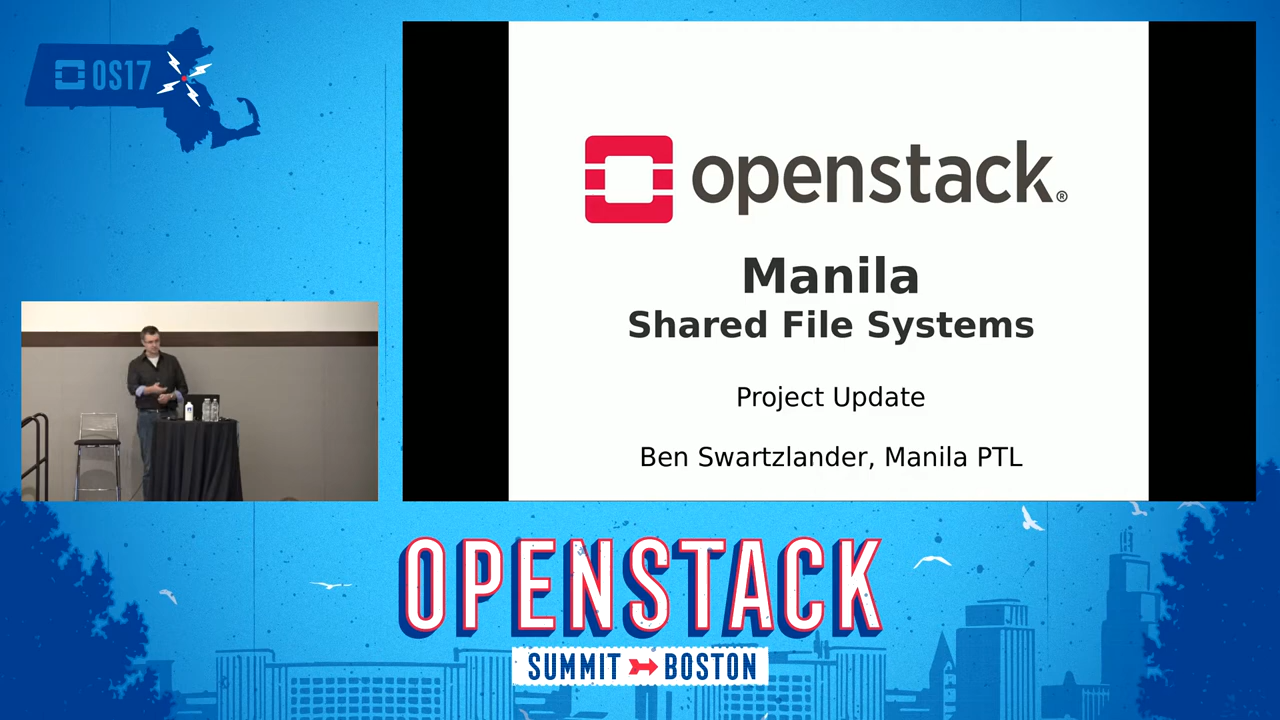 OS17
openstack.®
Manila
Shared File Systems
Project Update
Ben Swartzlander, Manila PTL
OPENSTACK
SUMMIT BOSTON